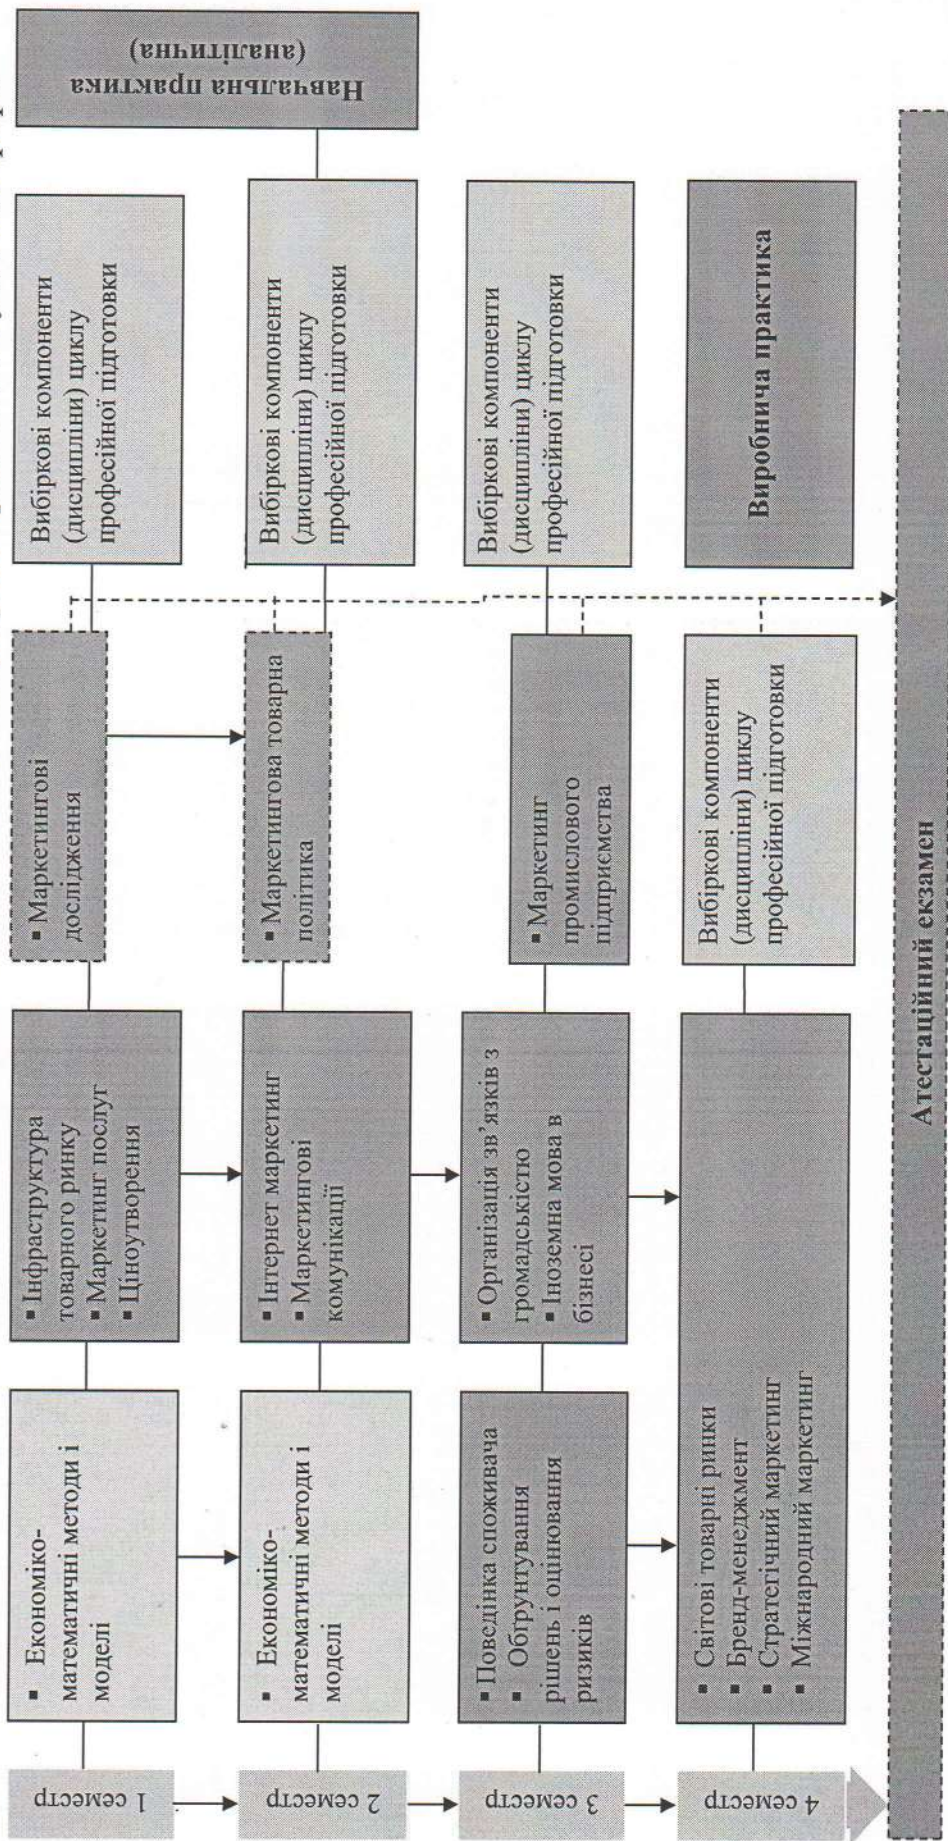 1 семестр
▪ Економіко-
математичні методи і
моделі
▪ Інфраструктура
товарного ринку
▪ Маркетинг послуг
▪ Ціноутворення
▪ Маркетингові
дослідження
Вибіркові компоненти
(дисципліни) циклу
професійної підготовки
2 семестр
▪ Економіко-
математичні методи і
моделі
▪ Інтернет маркетинг
▪ Маркетингові
комунікації
▪ Маркетингова товарна
політика
Вибіркові компоненти
(дисципліни) циклу
професійної підготовки
Навчальна практика
(аналітична)
3 семестр
▪ Поведінка споживача
▪ Обгрунтування
рішень і оцінювання
ризиків
▪ Організація зв’язків з
громадськістю
▪ Іноземна мова в
бізнесі
▪ Маркетинг
промислового
підприємства
Вибіркові компоненти
(дисципліни) циклу
професійної підготовки
4 семестр
▪ Світові товарні ринки
▪ Бренд-менеджмент
▪ Стратегічний маркетинг
▪ Міжнародний маркетинг
Вибіркові компоненти
(дисципліни) циклу
професійної підготовки
Виробнича практика
Атестаційний екзамен